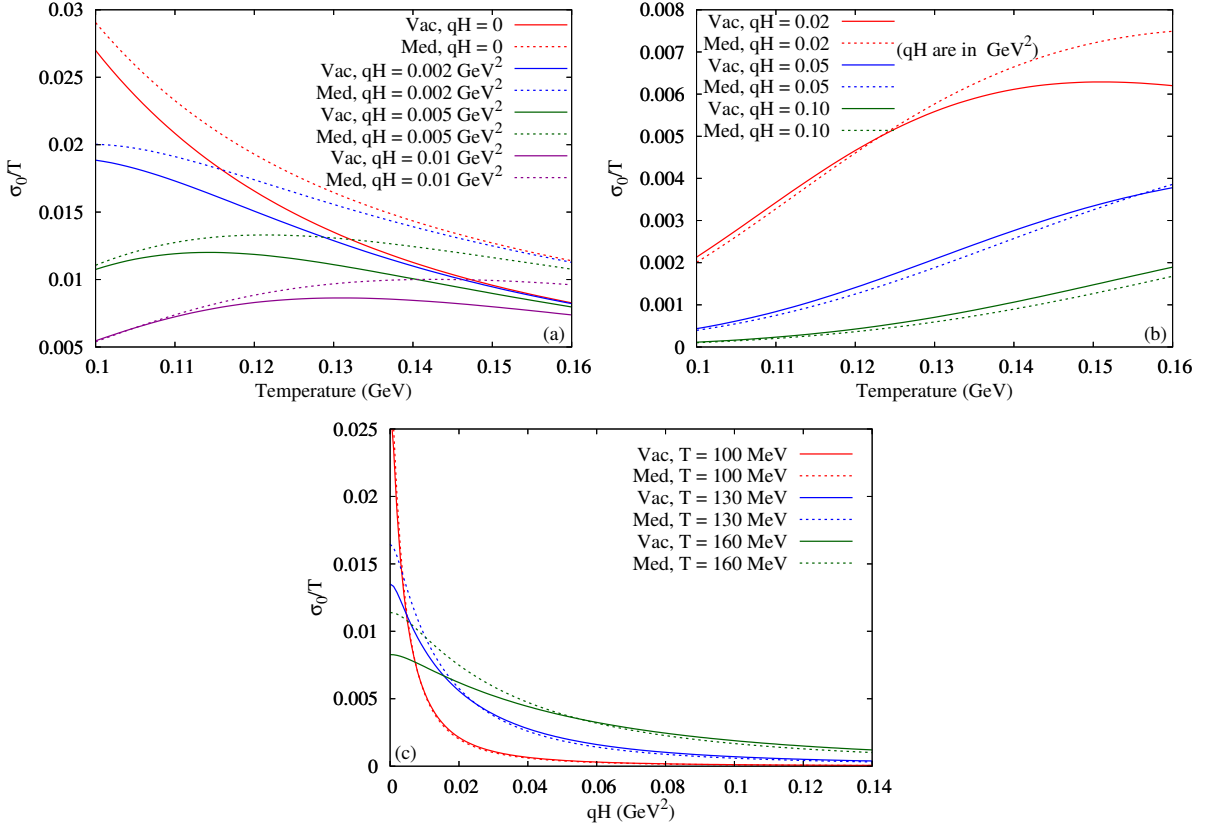 0.03
0.025
0.02
0.015
0.01
0.005
σ₀/T
Vac, qH = 0
Med, qH = 0
Vac, qH = 0.002 GeV²
Med, qH = 0.002 GeV²
Vac, qH = 0.005 GeV²
Med, qH = 0.005 GeV²
Vac, qH = 0.01 GeV²
Med, qH = 0.01 GeV²
(a)
0.1 0.11 0.12 0.13 0.14 0.15 0.16
Temperature (GeV)
0.008
0.007
0.006
0.005
0.004
0.003
0.002
0.001
0
σ₀/T
Vac, qH = 0.02
Med, qH = 0.02
(qH are in GeV²)
Vac, qH = 0.05
Med, qH = 0.05
Vac, qH = 0.10
Med, qH = 0.10
(b)
0.1 0.11 0.12 0.13 0.14 0.15 0.16
Temperature (GeV)
0.025
0.02
0.015
0.01
0.005
0
σ₀/T
Vac, T = 100 MeV
Med, T = 100 MeV
Vac, T = 130 MeV
Med, T = 130 MeV
Vac, T = 160 MeV
Med, T = 160 MeV
(c)
0 0.02 0.04 0.06 0.08 0.1 0.12 0.14
qH (GeV²)